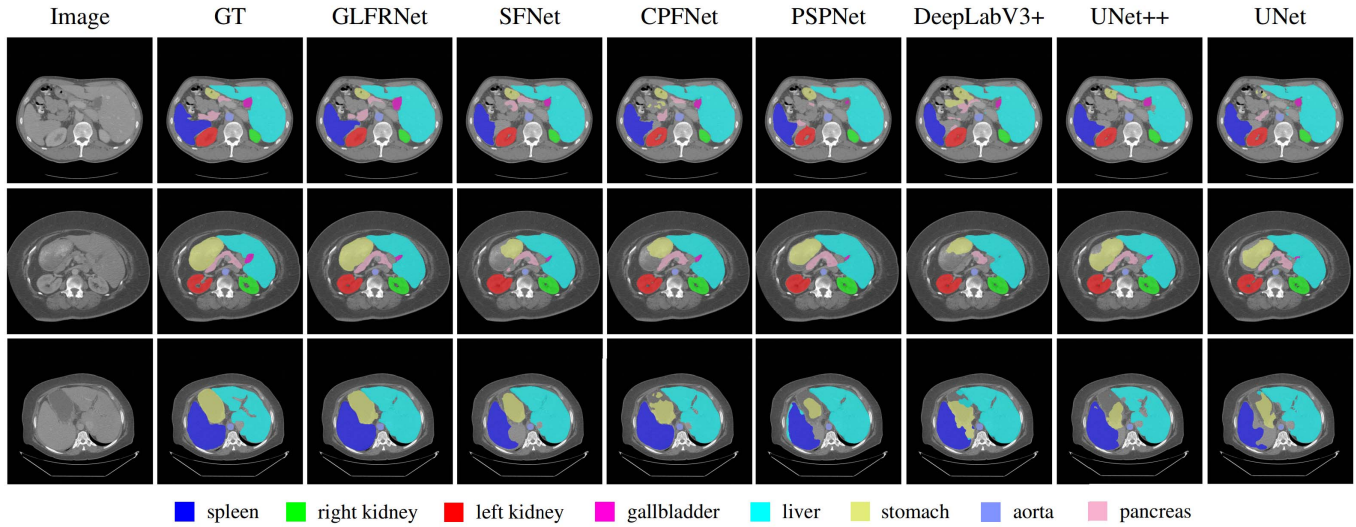 Image GT GLFRNet SFNet CPFNet PSPNet DeepLabV3+ UNet++ UNet
spleen right kidney left kidney gallbladder liver stomach aorta pancreas